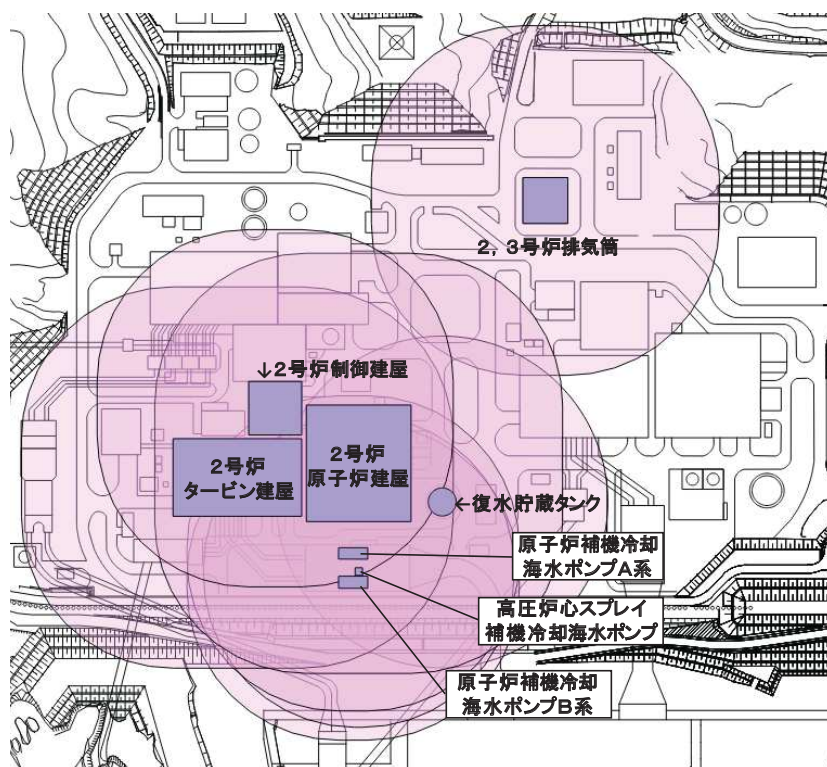 2，3号炉排気筒
↓2号炉制御建屋
2号炉
原子炉建屋
2号炉
タービン建屋
←復水貯蔵タンク
原子炉補機冷却
海水ポンプA系
高圧炉心スプレイ
補機冷却海水ポンプ
原子炉補機冷却
海水ポンプB系